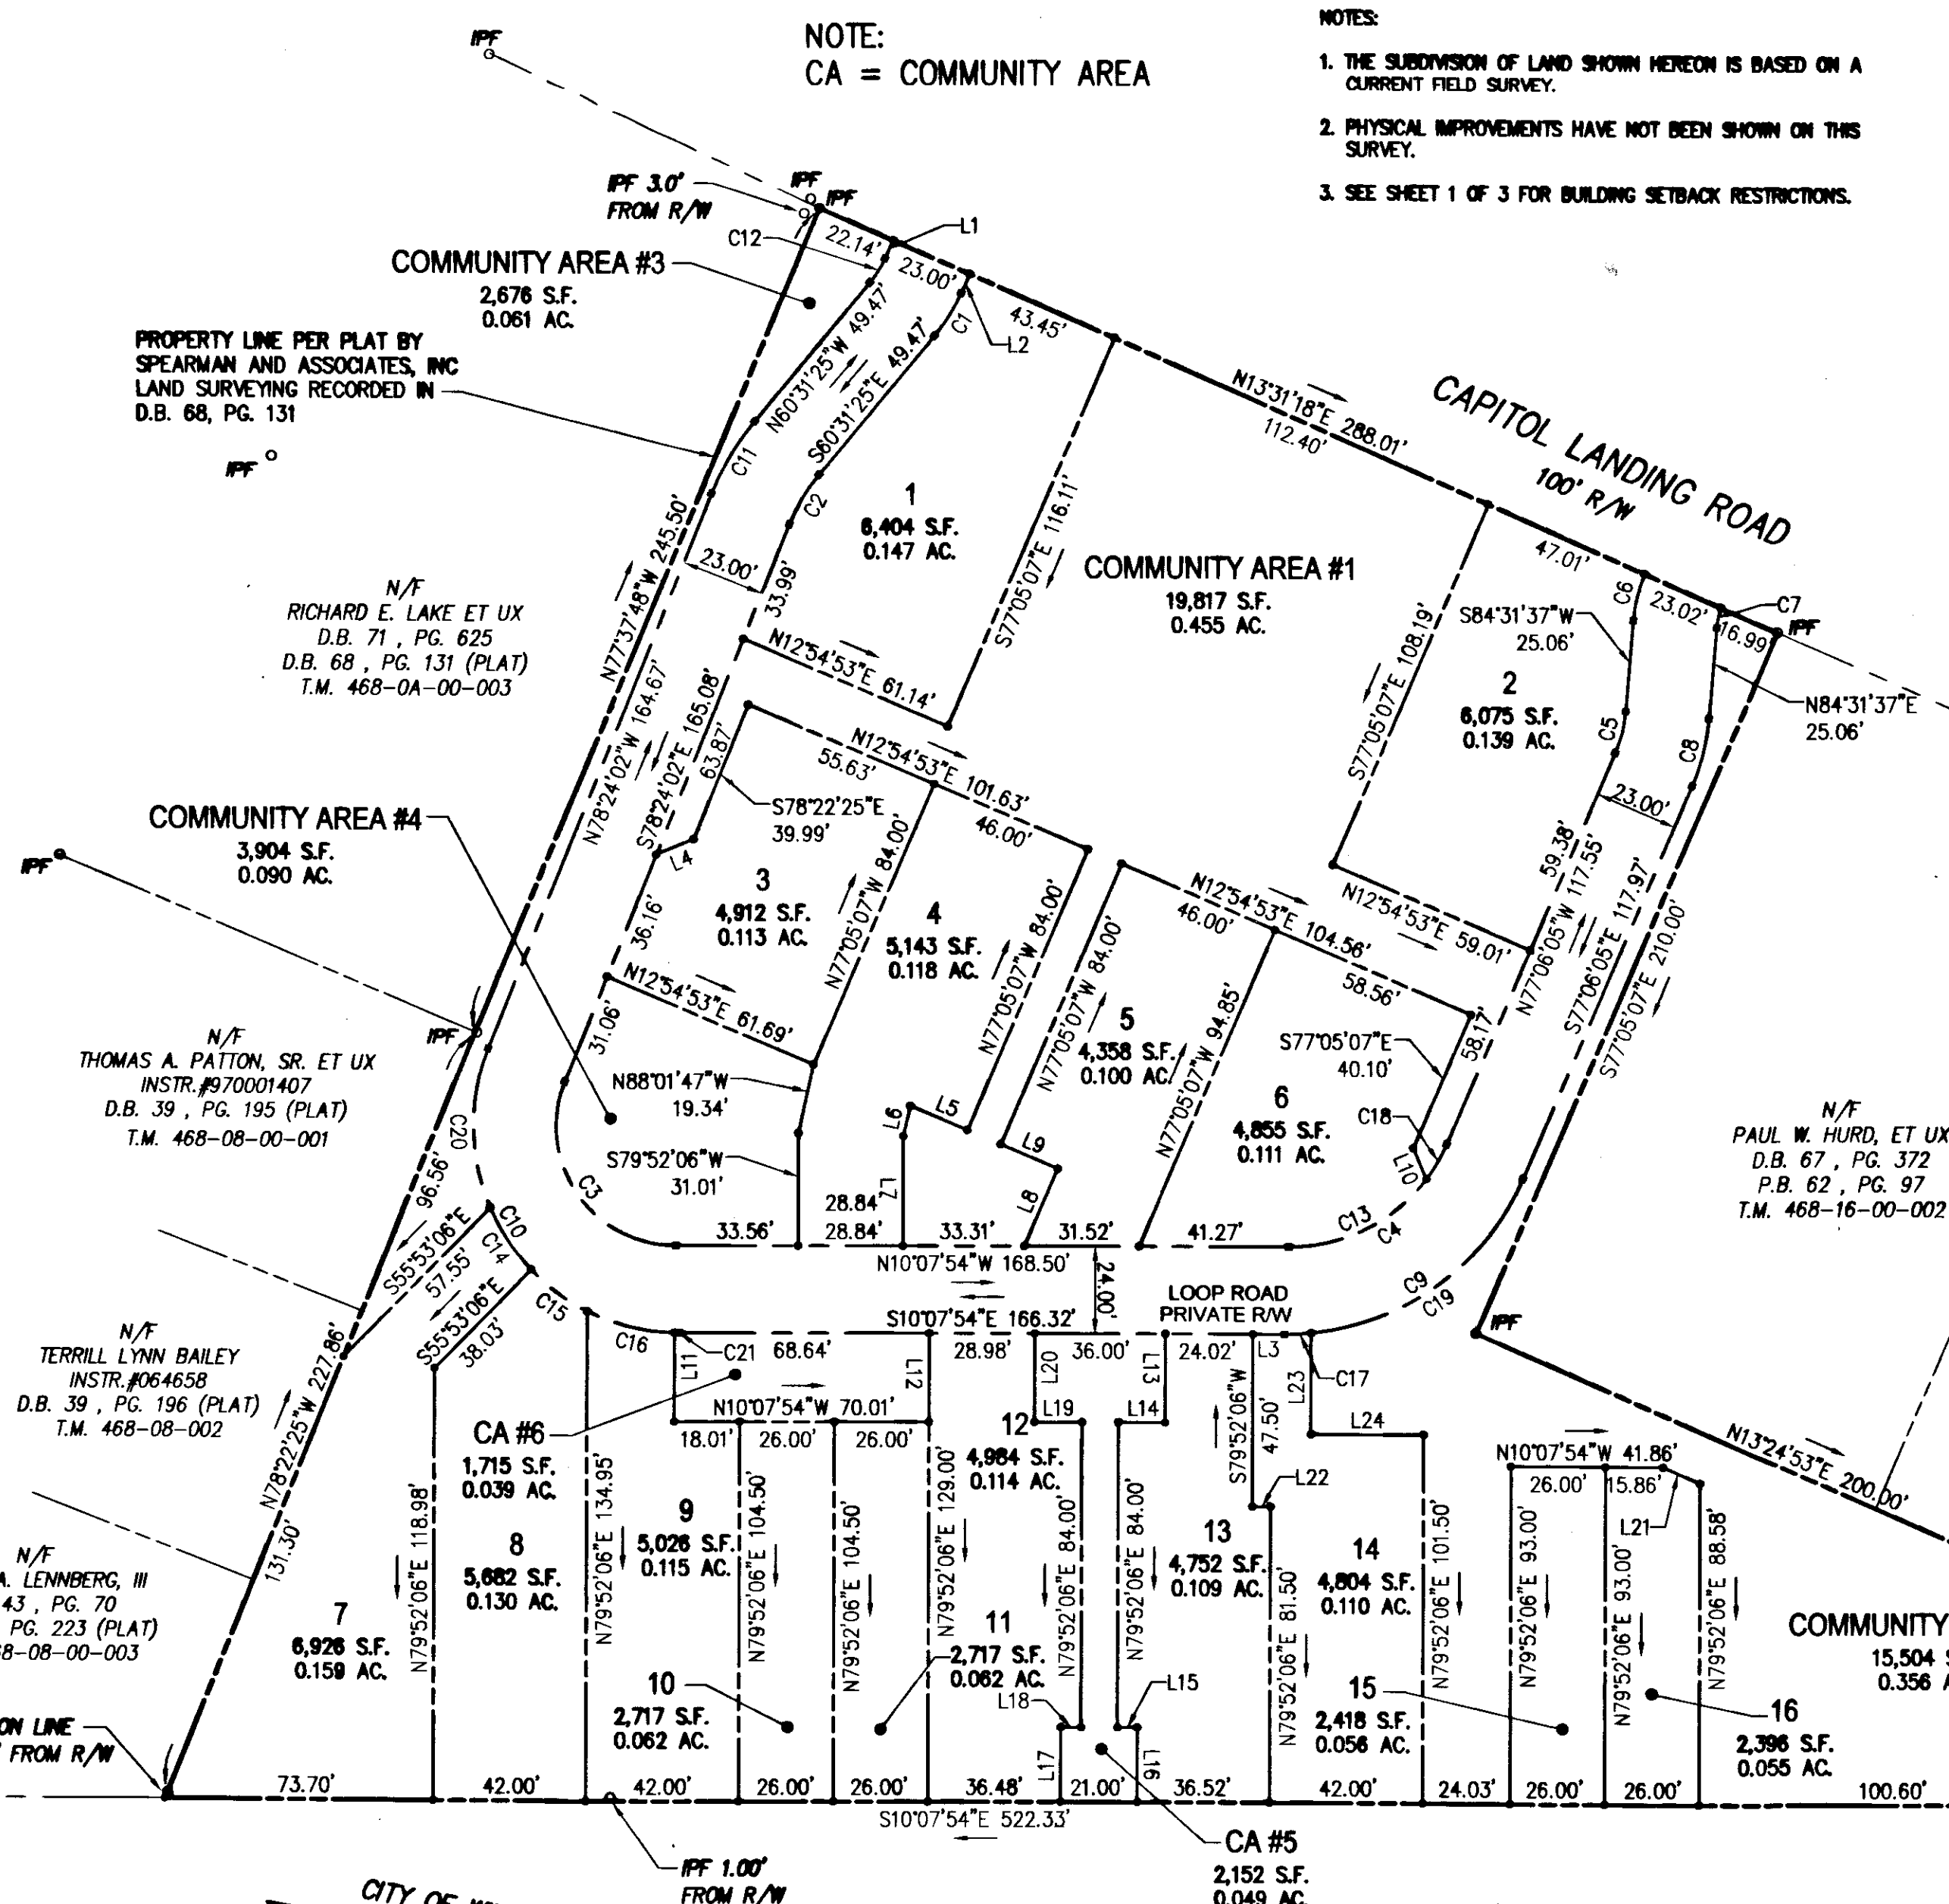 NOTE:
CA = COMMUNITY AREA
NOTES:
1. THE SUBDIVISION OF LAND SHOWN HEREON IS BASED ON A
CURRENT FIELD SURVEY.
2. PHYSICAL IMPROVEMENTS HAVE NOT BEEN SHOWN ON THIS
SURVEY.
3. SEE SHEET 1 OF 3 FOR BUILDING SETBACK RESTRICTIONS.
IPF
IPF 3.0'
FROM R/W
IPF
IPF
22.14'
L1
C12
23.00'
43.45'
C1
L2
COMMUNITY AREA #3
2,676 S.F.
0.061 AC.
PROPERTY LINE PER PLAT BY
SPEARMAN AND ASSOCIATES, INC
LAND SURVEYING RECORDED IN
D.B. 68, PG. 131
IPF
N60°31'25"W 49.47'
S60°31'25"E 49.47'
C11
C2
N13°31'18"E 288.01'
112.40'
CAPITOL LANDING ROAD
100' R/W
1
6,404 S.F.
0.147 AC.
S77°05'07"E 116.11'
COMMUNITY AREA #1
19,817 S.F.
0.455 AC.
47.01'
C6
23.02'
C7
16.99'
IPF
S84°31'37"W
25.06'
N84°31'37"E
25.06'
N77°37'48"W 245.50'
23.00'
33.99'
N/F
RICHARD E. LAKE ET UX
D.B. 71 , PG. 625
D.B. 68 , PG. 131 (PLAT)
T.M. 468-0A-00-003
N12°54'53"E 61.14'
N78°24'02"W 164.67'
S78°24'02"E 165.08'
63.87'
S77°05'07"E 108.19'
2
6,075 S.F.
0.139 AC.
C5
C8
23.00'
N12°54'53"E 101.63'
55.63'
46.00'
S78°22'25"E
39.99'
L4
COMMUNITY AREA #4
3,904 S.F.
0.090 AC.
IPF
3
4,912 S.F.
0.113 AC.
36.16'
N77°05'07"W 84.00'
4
5,143 S.F.
0.118 AC.
N77°05'07"W 84.00'
N77°05'07"W 84.00'
N12°54'53"E 104.56'
46.00'
58.56'
N12°54'53"E 59.01'
59.38'
N77°06'05"W 117.55'
S77°06'05"E 117.97'
S77°05'07"E 210.00'
58.17'
N12°54'53"E 61.69'
31.06'
5
4,358 S.F.
0.100 AC.
N77°05'07"W 94.85'
S77°05'07"E
40.10'
6
4,855 S.F.
0.111 AC.
C18
L10
N/F
THOMAS A. PATTON, SR. ET UX
INSTR.#970001407
D.B. 39 , PG. 195 (PLAT)
T.M. 468-08-00-001
IPF
C20
N88°01'47"W
19.34'
S79°52'06"W
31.01'
L6
L5
L9
L7
L8
N/F
PAUL W. HURD, ET UX
D.B. 67 , PG. 372
P.B. 62 , PG. 97
T.M. 468-16-00-002
96.56'
C3
28.84'
33.56'
28.84'
33.31'
31.52'
41.27'
C13
C4
N10°07'54"W 168.50'
24.00'
S55°53'06"E
57.55'
C10
C14
S55°53'06"E
38.03'
C15
C16
LOOP ROAD
PRIVATE R/W
C9
C19
IPF
S10°07'54"E 166.32'
C21
68.64'
28.98'
36.00'
24.02'
L3
C17
L11
L12
L20
L13
L23
N/F
TERRILL LYNN BAILEY
INSTR.#064658
D.B. 39 , PG. 196 (PLAT)
T.M. 468-08-002
N78°22'25"W 227.86'
N10°07'54"W 70.01'
18.01'
26.00'
26.00'
L19
L14
L24
CA #6
1,715 S.F.
0.039 AC.
12
4,984 S.F.
0.114 AC.
S79°52'06"W
47.50'
L22
N10°07'54"W 41.86'
26.00'
15.86'
L21
N13°24'53"E 200.00'
131.30'
N/F
A. LENNBERG, III
43 , PG. 70
PG. 223 (PLAT)
8-08-00-003
7
6,926 S.F.
0.159 AC.
N79°52'06"E 118.98'
8
5,682 S.F.
0.130 AC.
N79°52'06"E 134.95'
9
5,026 S.F.
0.115 AC.
N79°52'06"E 104.50'
N79°52'06"E 104.50'
N79°52'06"E 129.00'
N79°52'06"E 84.00'
N79°52'06"E 84.00'
13
4,752 S.F.
0.109 AC.
N79°52'06"E 81.50'
14
4,804 S.F.
0.110 AC.
N79°52'06"E 101.50'
N79°52'06"E 93.00'
N79°52'06"E 93.00'
N79°52'06"E 88.58'
COMMUNITY
15,504
0.356
10
2,717 S.F.
0.062 AC.
11
2,717 S.F.
0.062 AC.
L18
L15
L17
L16
15
2,418 S.F.
0.056 AC.
16
2,396 S.F.
0.055 AC.
ON LINE
FROM R/W
73.70'
42.00'
42.00'
26.00'
26.00'
36.48'
21.00'
36.52'
42.00'
24.03'
26.00'
26.00'
100.60'
S10°07'54"E 522.33'
IPF 1.00'
FROM R/W
CA #5
2,152 S.F.
0.049 AC.
CITY OF